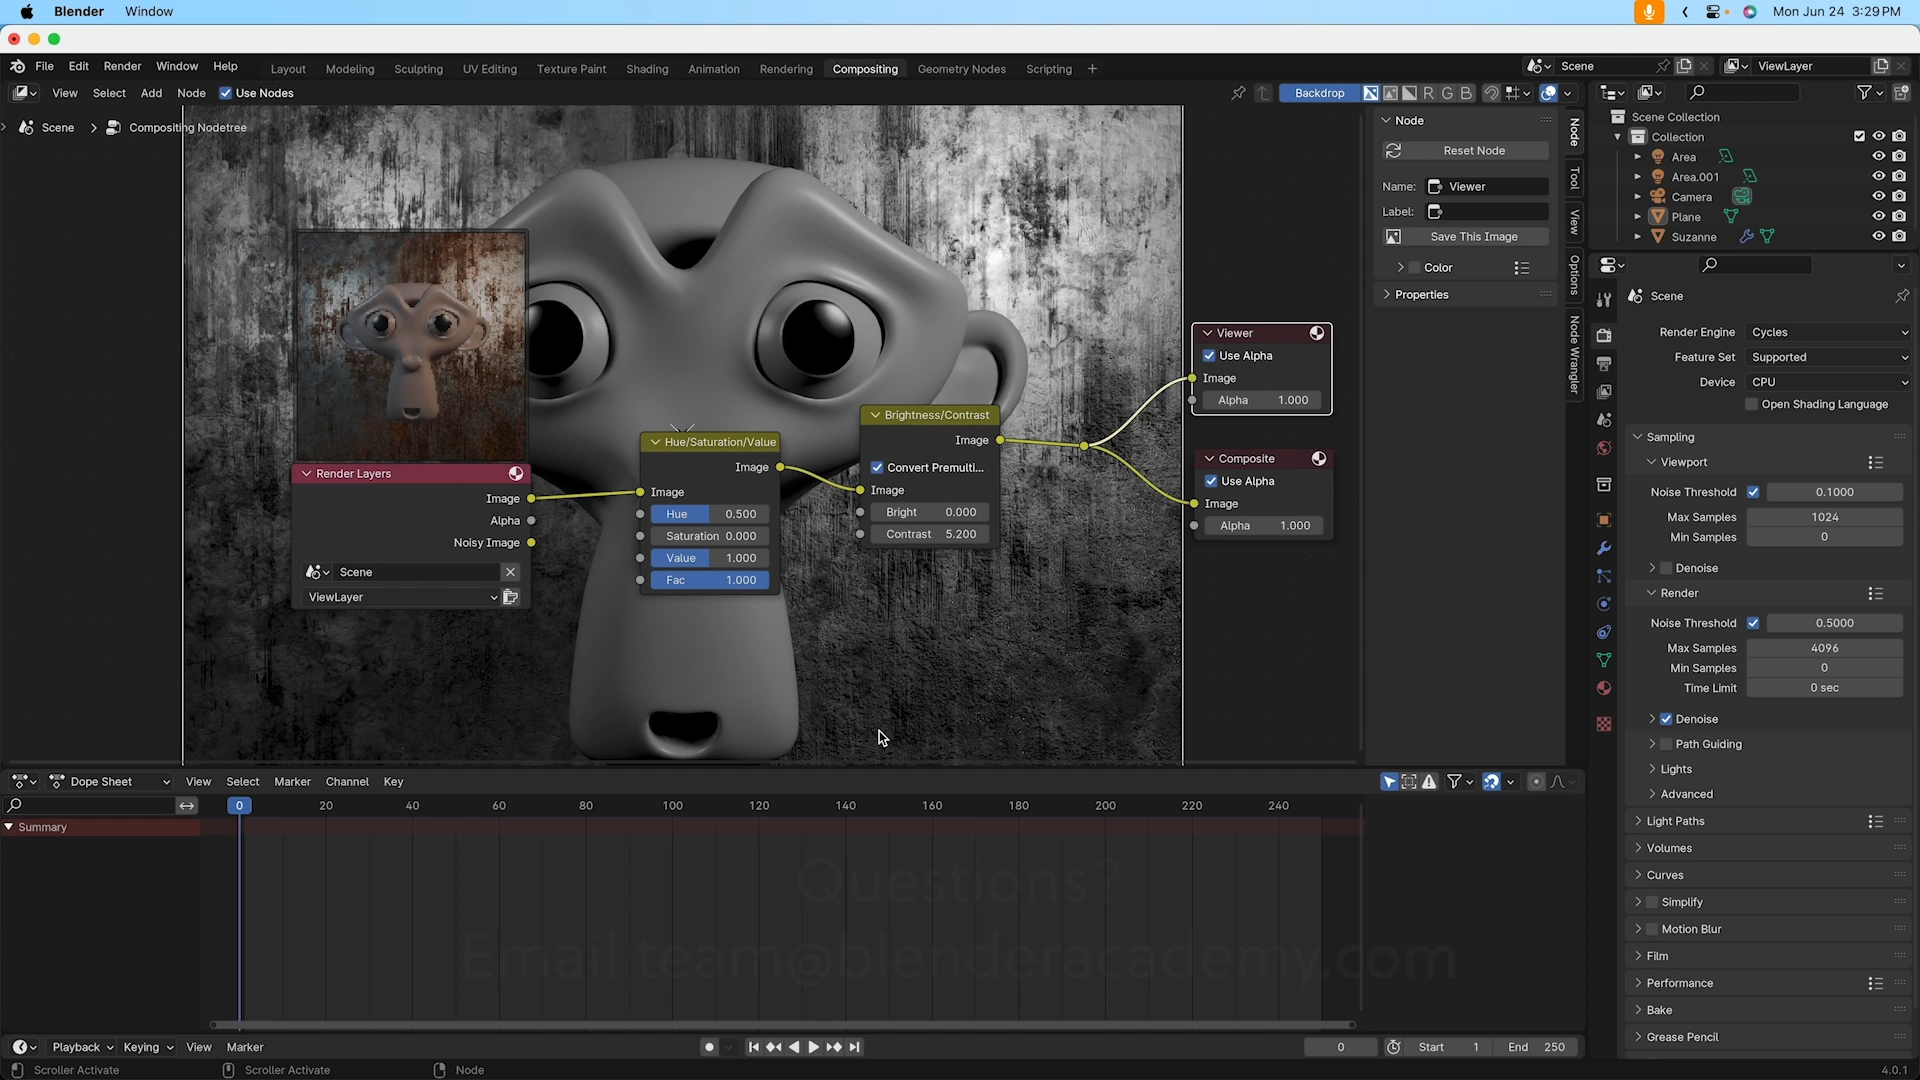 Blender Window Mon Jun 24 3:29 PM
File Edit Render Window Help Layout Modeling Sculpting UV Editing Texture Paint Shading Animation Rendering Compositing Geometry Nodes Scripting + Scene ViewLayer
View Select Add Node Use Nodes Backdrop R G B
Scene > Compositing Nodetree
Node
Reset Node
Name: Viewer
Label:
Save This Image
Color
Properties
Node
Tool
View
Options
Node Wrangler
Render Layers
Image
Alpha
Noisy Image
Scene
ViewLayer
Hue/Saturation/Value
Image
Image
Hue 0.500
Saturation 0.000
Value 1.000
Fac 1.000
Brightness/Contrast
Image
Convert Premulti...
Image
Bright 0.000
Contrast 5.200
Viewer
Use Alpha
Image
Alpha 1.000
Composite
Use Alpha
Image
Alpha 1.000
Scene Collection
Collection
Area
Area.001
Camera
Plane
Suzanne
Scene
Render Engine Cycles
Feature Set Supported
Device CPU
Open Shading Language
Sampling
Viewport
Noise Threshold 0.1000
Max Samples 1024
Min Samples 0
Denoise
Render
Noise Threshold 0.5000
Max Samples 4096
Min Samples 0
Time Limit 0 sec
Denoise
Path Guiding
Lights
Advanced
Light Paths
Volumes
Curves
Simplify
Motion Blur
Film
Performance
Bake
Grease Pencil
Dope Sheet View Select Marker Channel Key
0 20 40 60 80 100 120 140 160 180 200 220 240
Summary
Questions?
Email team@blenderacademy.com
Playback Keying View Marker 0 Start 1 End 250
Scroller Activate Scroller Activate Node 4.0.1